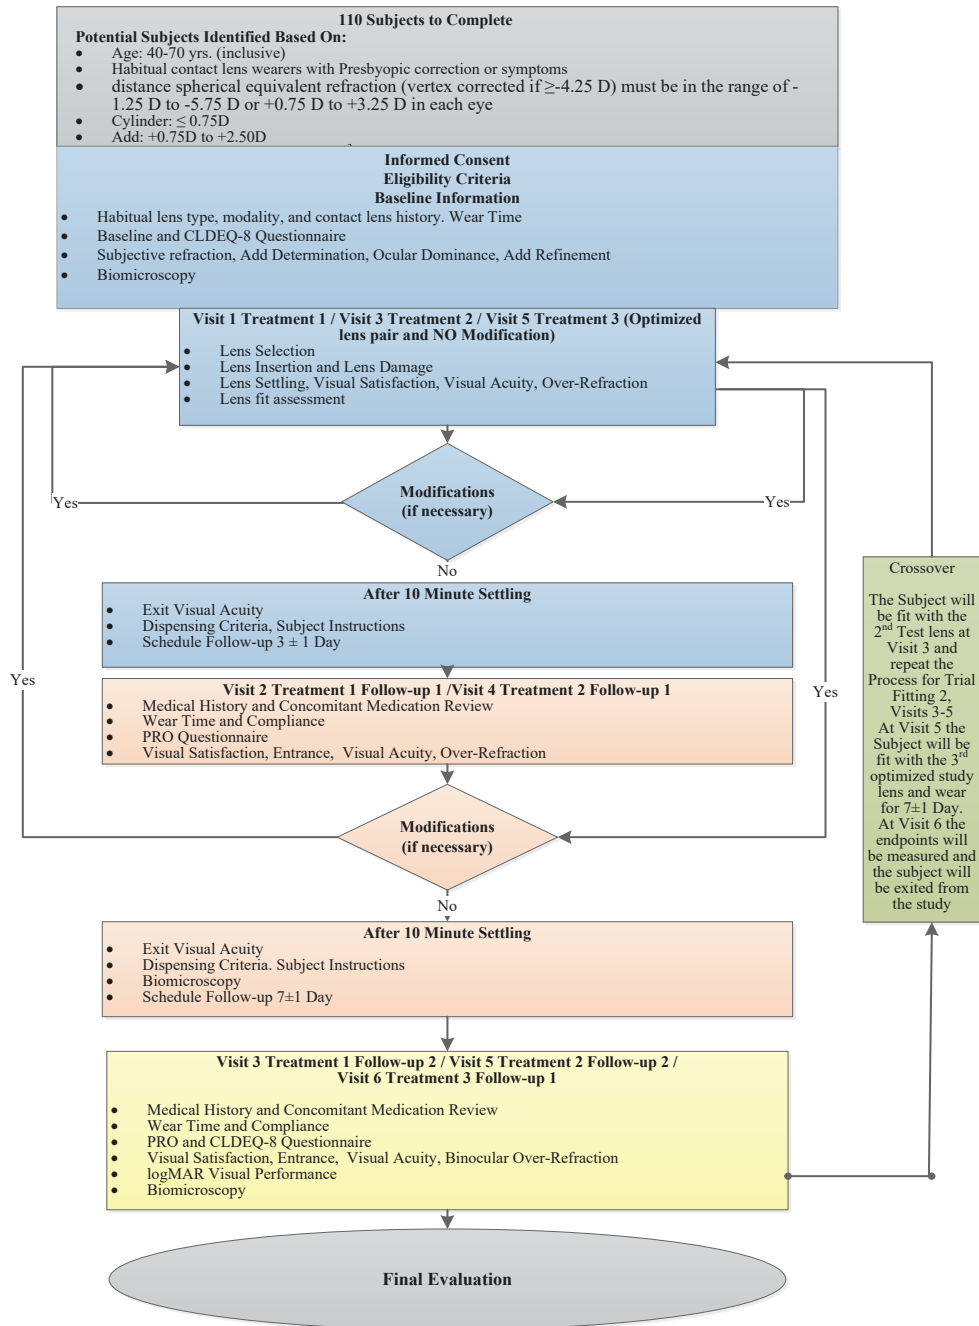 110 Subjects to Complete
Potential Subjects Identified Based On:
• Age: 40-70 yrs. (inclusive)
• Habitual contact lens wearers with Presbyopic correction or symptoms
• distance spherical equivalent refraction (vertex corrected if ≥-4.25 D) must be in the range of -
1.25 D to -5.75 D or +0.75 D to +3.25 D in each eye
• Cylinder: ≤ 0.75D
• Add: +0.75D to +2.50D
Informed Consent
Eligibility Criteria
Baseline Information
• Habitual lens type, modality, and contact lens history. Wear Time
• Baseline and CLDEQ-8 Questionnaire
• Subjective refraction, Add Determination, Ocular Dominance, Add Refinement
• Biomicroscopy
Visit 1 Treatment 1 / Visit 3 Treatment 2 / Visit 5 Treatment 3 (Optimized
lens pair and NO Modification)
• Lens Selection
• Lens Insertion and Lens Damage
• Lens Settling, Visual Satisfaction, Visual Acuity, Over-Refraction
• Lens fit assessment
Modifications
(if necessary)
Yes
Yes
No
After 10 Minute Settling
• Exit Visual Acuity
• Dispensing Criteria, Subject Instructions
• Schedule Follow-up 3 ± 1 Day
Yes
Yes
Visit 2 Treatment 1 Follow-up 1 /Visit 4 Treatment 2 Follow-up 1
• Medical History and Concomitant Medication Review
• Wear Time and Compliance
• PRO Questionnaire
• Visual Satisfaction, Entrance, Visual Acuity, Over-Refraction
Modifications
(if necessary)
No
After 10 Minute Settling
• Exit Visual Acuity
• Dispensing Criteria. Subject Instructions
• Biomicroscopy
• Schedule Follow-up 7±1 Day
Visit 3 Treatment 1 Follow-up 2 / Visit 5 Treatment 2 Follow-up 2 /
Visit 6 Treatment 3 Follow-up 1
• Medical History and Concomitant Medication Review
• Wear Time and Compliance
• PRO and CLDEQ-8 Questionnaire
• Visual Satisfaction, Entrance, Visual Acuity, Binocular Over-Refraction
• logMAR Visual Performance
• Biomicroscopy
Final Evaluation
Crossover
The Subject will
be fit with the
2nd Test lens at
Visit 3 and
repeat the
Process for Trial
Fitting 2,
Visits 3-5
At Visit 5 the
Subject will be
fit with the 3rd
optimized study
lens and wear
for 7±1 Day.
At Visit 6 the
endpoints will
be measured and
the subject will
be exited from
the study